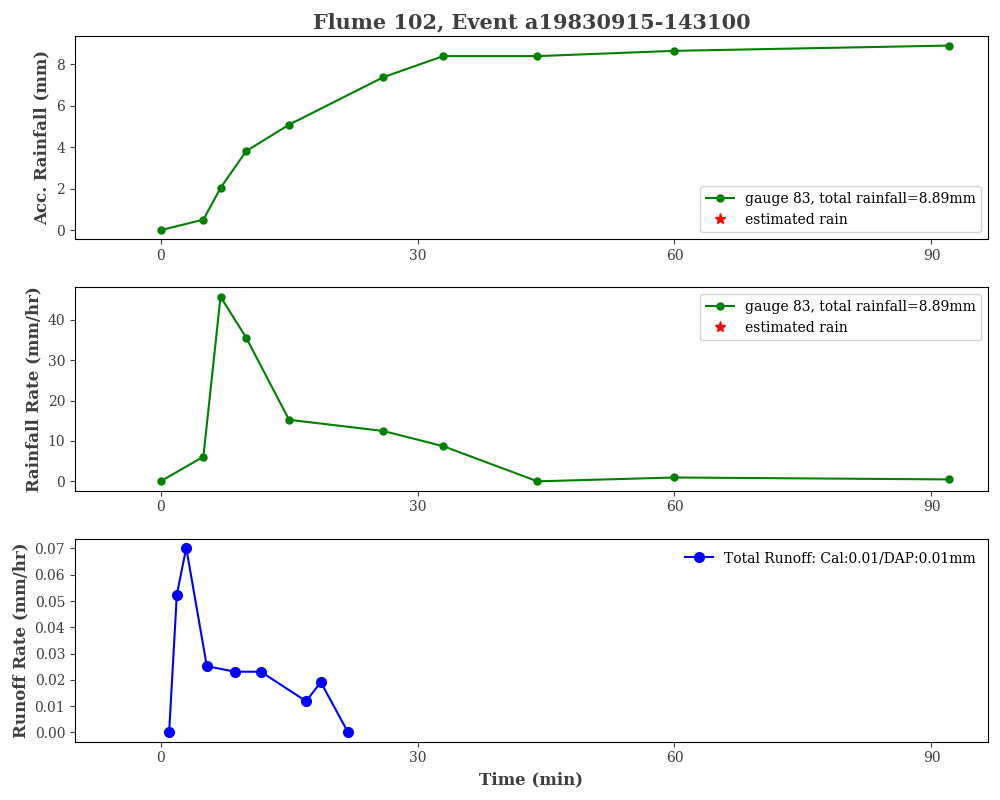 Flume 102, Event a19830915-143100
Acc. Rainfall (mm)
8
6
4
2
0
gauge 83, total rainfall=8.89mm
estimated rain
0 30 60 90
Rainfall Rate (mm/hr)
40
30
20
10
0
gauge 83, total rainfall=8.89mm
estimated rain
0 30 60 90
Runoff Rate (mm/hr)
0.07
0.06
0.05
0.04
0.03
0.02
0.01
0.00
Total Runoff: Cal:0.01/DAP:0.01mm
0 30 60 90
Time (min)